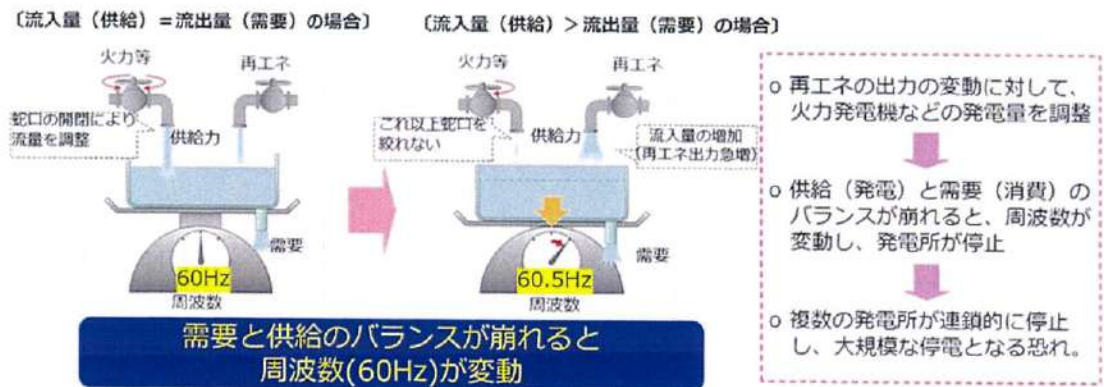 〔流入量（供給）＝流出量（需要）の場合〕
火力等
再エネ
蛇口の開閉により
流量を調整
供給力
需要
60Hz
周波数
〔流入量（供給）＞流出量（需要）の場合〕
火力等
再エネ
これ以上蛇口を
絞れない
供給力
流入量の増加
(再エネ出力急増)
需要
60.5Hz
周波数
需要と供給のバランスが崩れると
周波数(60Hz)が変動
○ 再エネの出力の変動に対して、
火力発電機などの発電量を調整
○ 供給（発電）と需要（消費）の
バランスが崩れると、周波数が
変動し、発電所が停止
○ 複数の発電所が連鎖的に停止
し、大規模な停電となる恐れ。